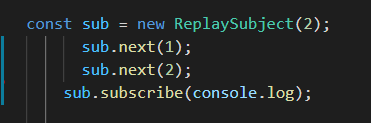 const sub = new ReplaySubject(2);
sub.next(1);
sub.next(2);
sub.subscribe(console.log);